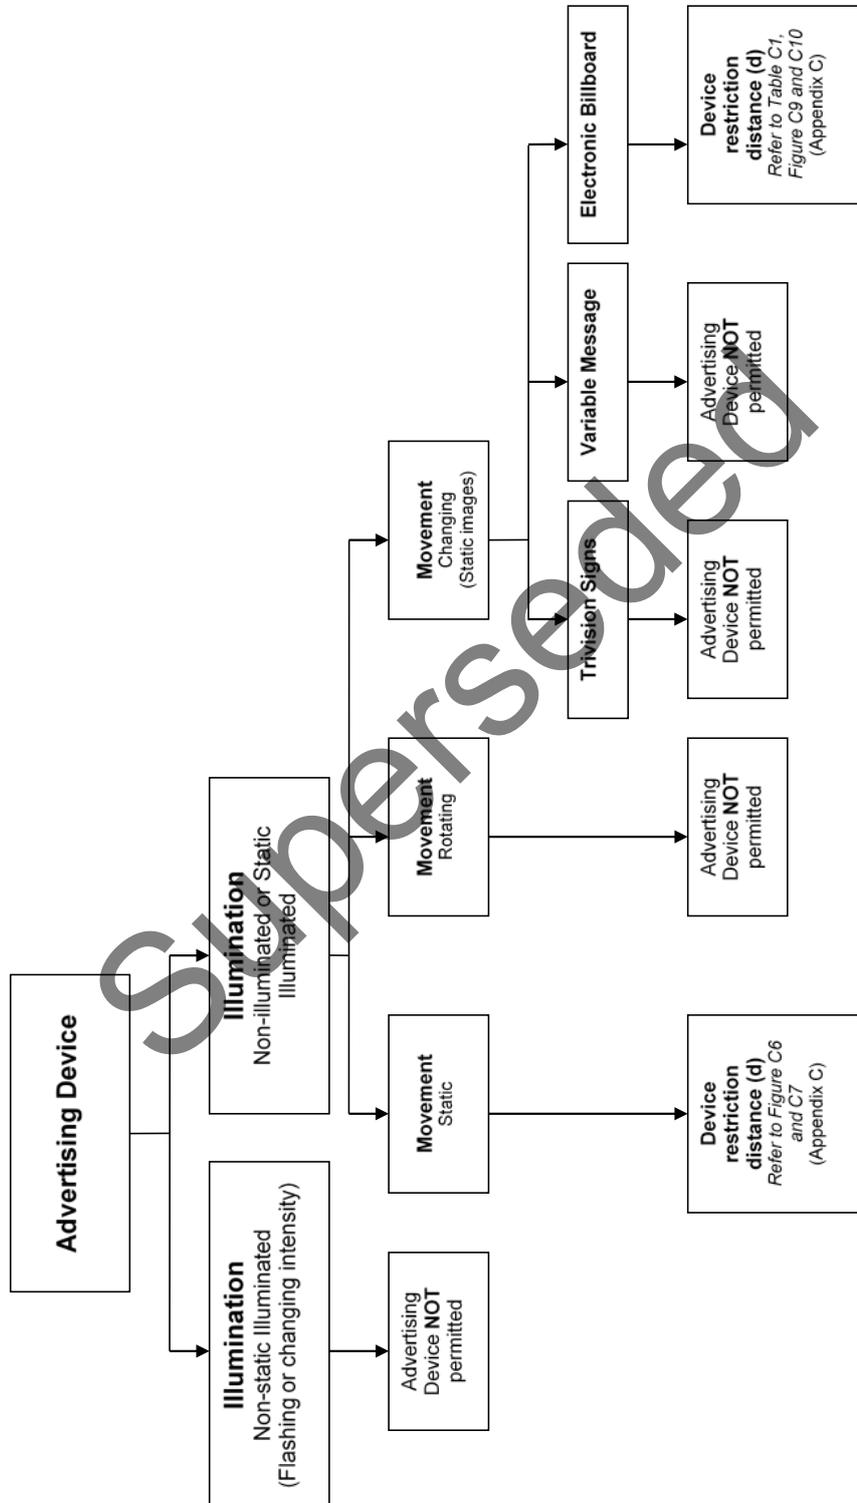 Advertising Device
Illumination
Non-static Illuminated
(Flashing or changing intensity)
Illumination
Non-illuminated or Static
Illuminated
Advertising
Device NOT
permitted
Movement
Static
Movement
Rotating
Movement
Changing
(Static images)
Trivision Signs
Variable Message
Electronic Billboard
Device
restriction
distance (d)
Refer to Figure C6
and C7
(Appendix C)
Advertising
Device NOT
permitted
Advertising
Device NOT
permitted
Advertising
Device NOT
permitted
Device
restriction
distance (d)
Refer to Table C1,
Figure C9 and C10
(Appendix C)
Superseded